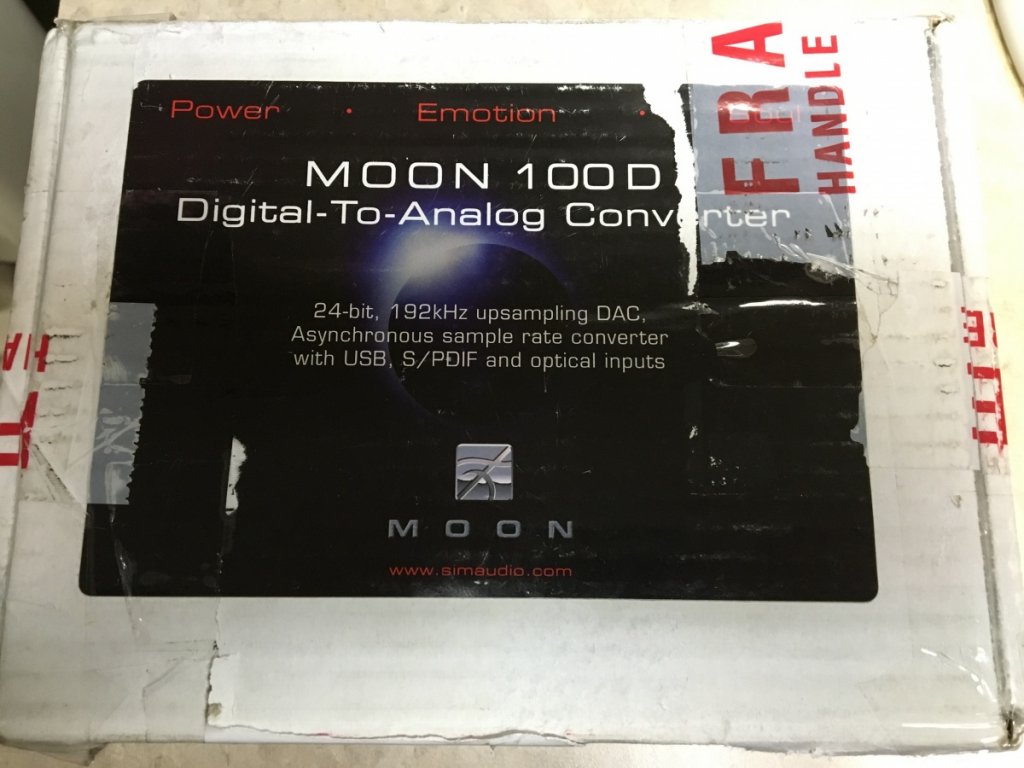 Power · Emotion ·
MOON 100D
Digital-To-Analog Converter
24-bit, 192kHz upsampling DAC,
Asynchronous sample rate converter
with USB, S/PDIF and optical inputs
MOON
www.simaudio.com
FRA
HANDLE
HA